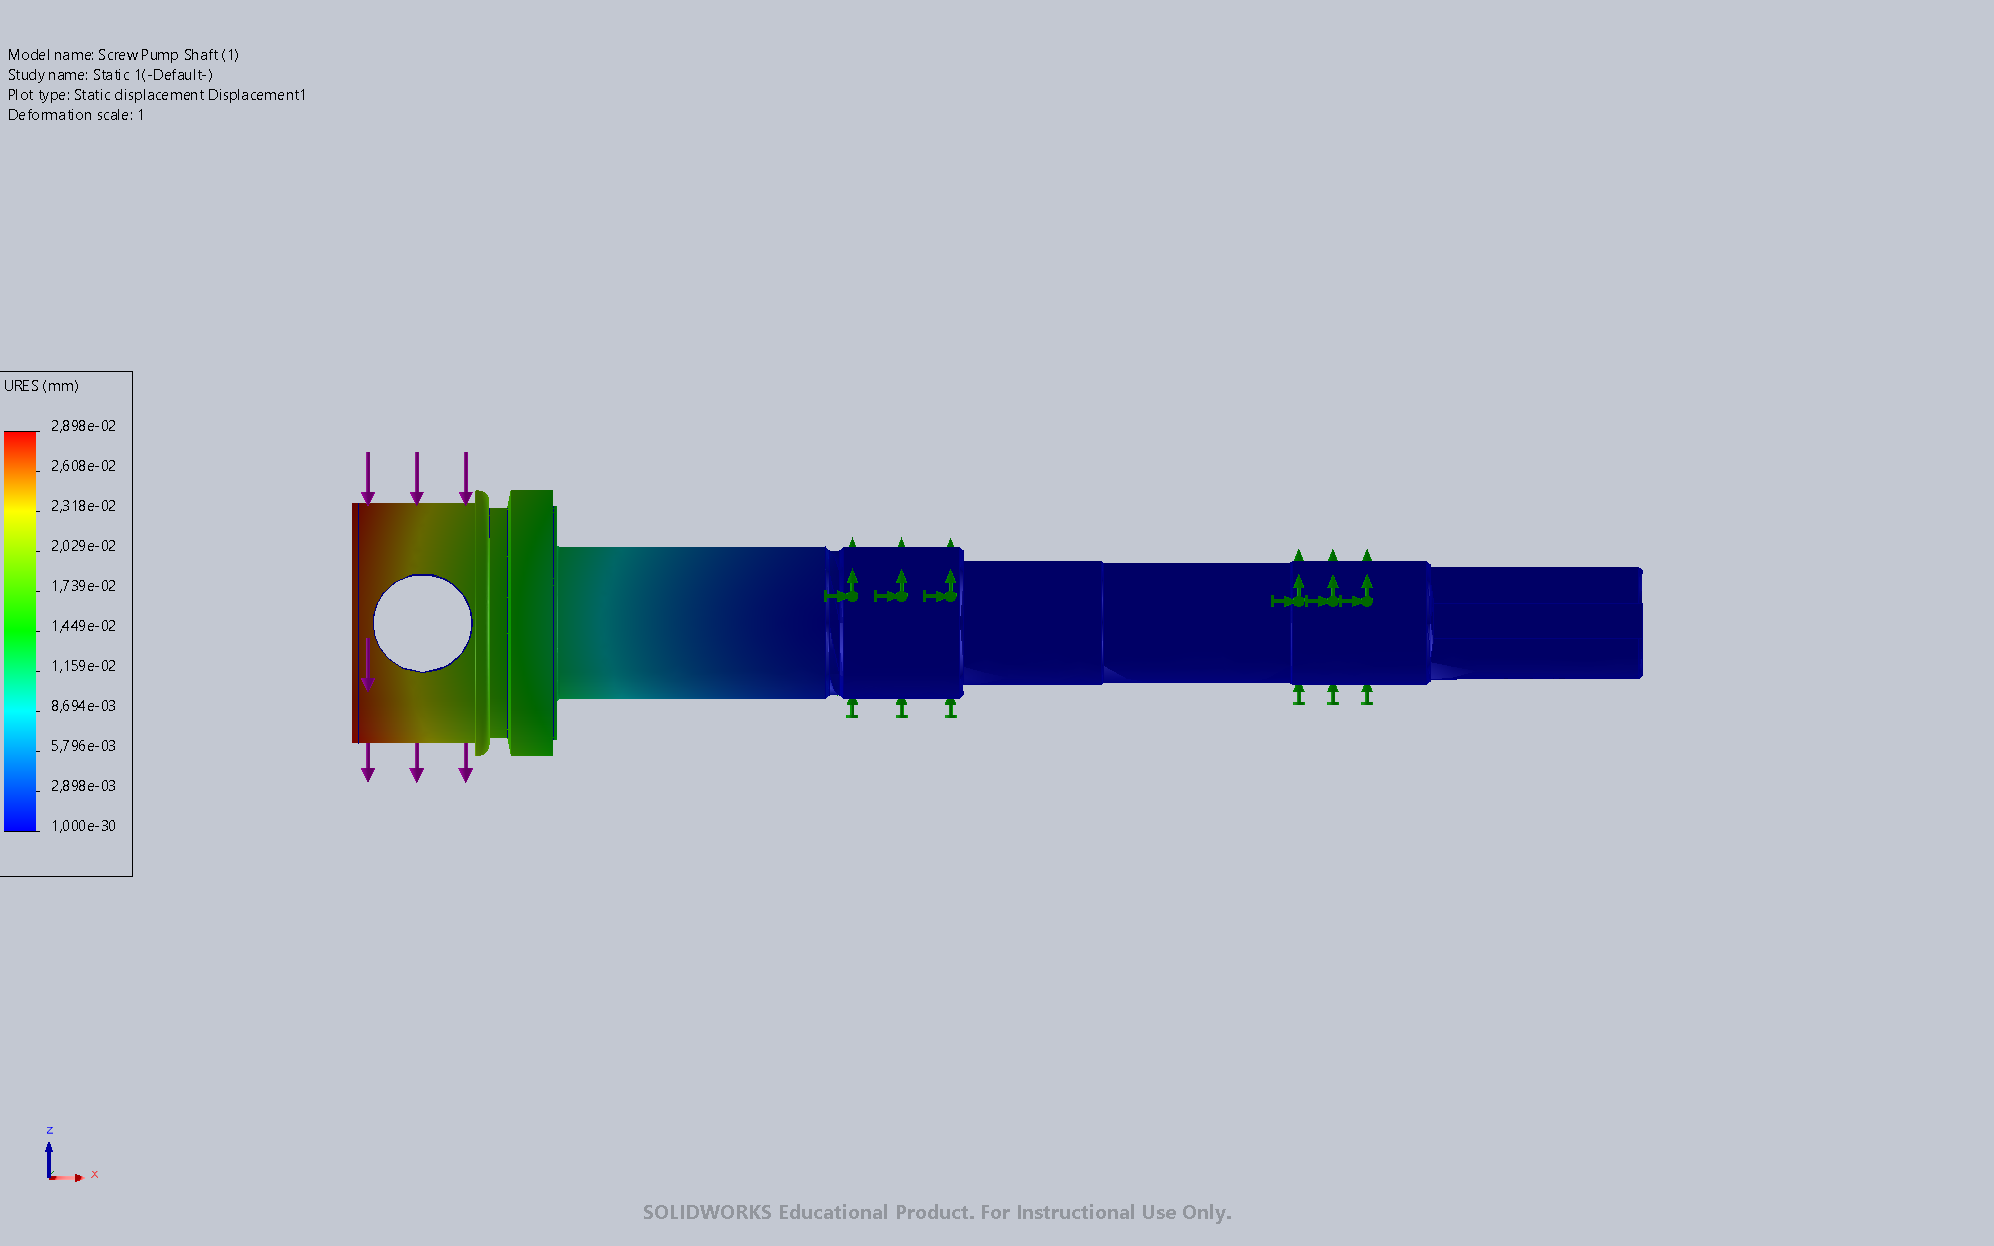 Model name: Screw Pump Shaft (1)
Study name: Static 1(-Default-)
Plot type: Static displacement Displacement1
Deformation scale: 1
URES (mm)
2,898e-02
2,608e-02
2,318e-02
2,029e-02
1,739e-02
1,449e-02
1,159e-02
8,694e-03
5,796e-03
2,898e-03
1,000e-30
z
x
SOLIDWORKS Educational Product. For Instructional Use Only.